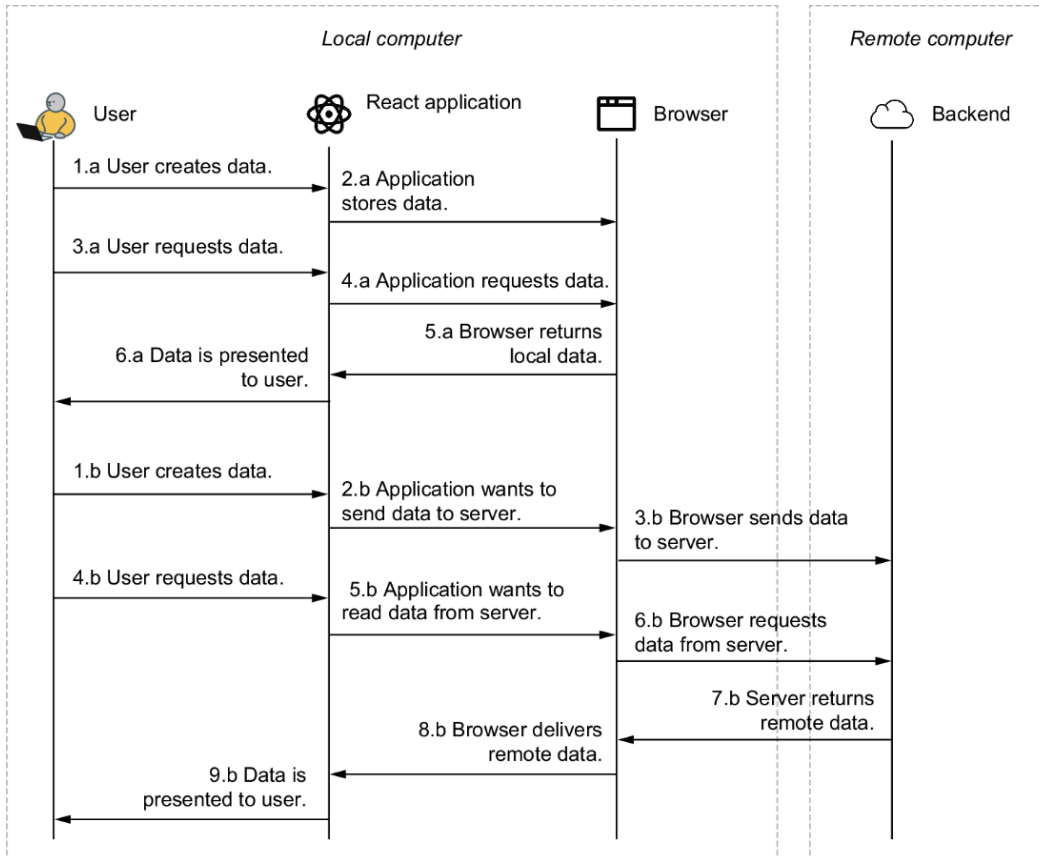 Local computer
Remote computer
User
React application
Browser
Backend
1.a User creates data.
2.a Application
stores data.
3.a User requests data.
4.a Application requests data.
5.a Browser returns
local data.
6.a Data is presented
to user.
1.b User creates data.
2.b Application wants to
send data to server.
3.b Browser sends data
to server.
4.b User requests data.
5.b Application wants to
read data from server.
6.b Browser requests
data from server.
7.b Server returns
remote data.
8.b Browser delivers
remote data.
9.b Data is
presented to user.